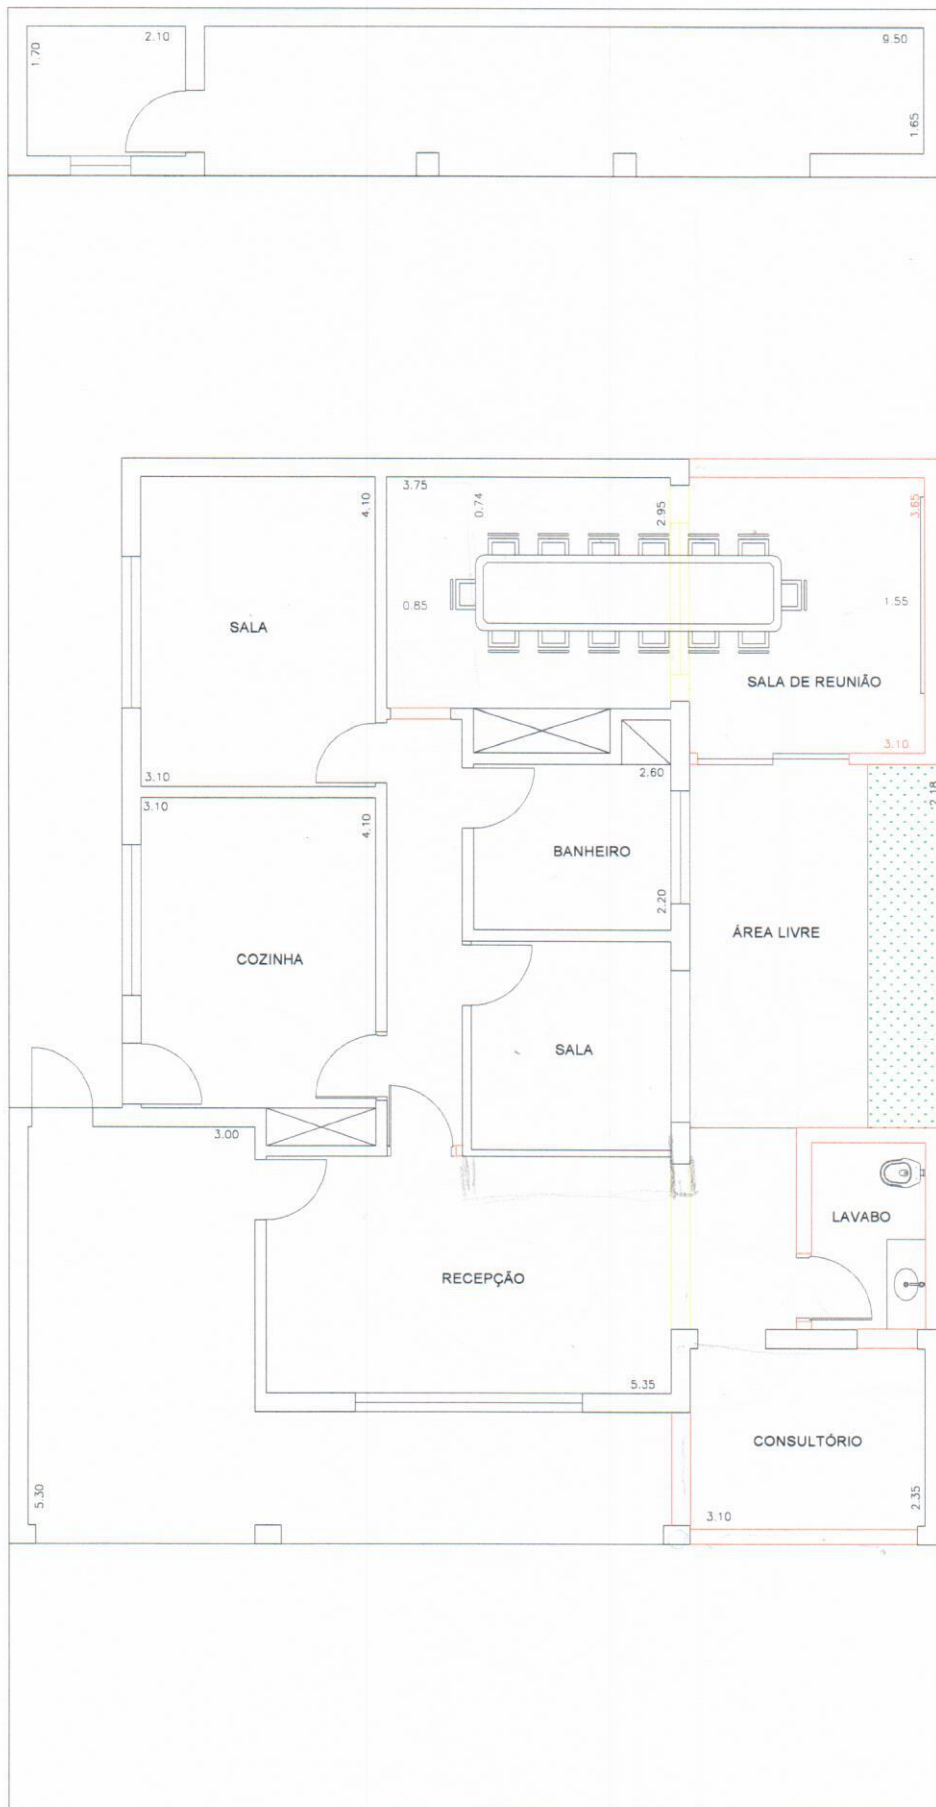 1.70
2.10
9.50
1.65
4.10
3.75
0.74
2.95
3.65
0.85
1.55
SALA
SALA DE REUNIÃO
3.10
3.10
2.60
3.10
4.10
2.18
BANHEIRO
2.20
ÁREA LIVRE
COZINHA
SALA
3.00
LAVABO
RECEPÇÃO
5.35
CONSULTÓRIO
5.30
2.35
3.10